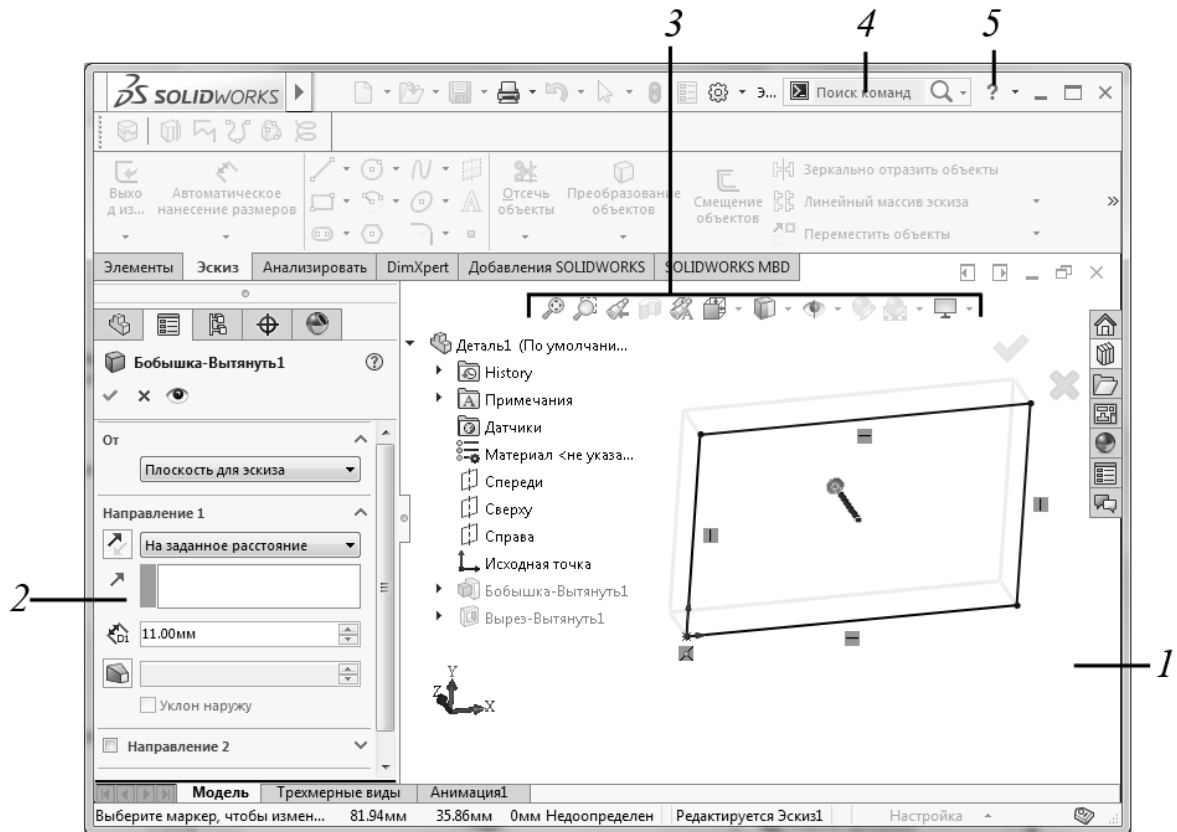 3 4 5
SOLIDWORKS Э... Поиск команд ?
Выхо д из...
Автоматическое нанесение размеров
Отсечь объекты
Преобразование объектов
Смещение объектов
Зеркально отразить объекты
Линейный массив эскиза
Переместить объекты
Элементы Эскиз Анализировать DimXpert Добавления SOLIDWORKS SOLIDWORKS MBD
Бобышка-Вытянуть1
От
Плоскость для эскиза
Направление 1
На заданное расстояние
2
D1 11.00мм
Уклон наружу
Направление 2
Деталь1 (По умолчани...
History
A Примечания
Датчики
Материал <не указа...
Спереди
Сверху
Справа
Исходная точка
Бобышка-Вытянуть1
Вырез-Вытянуть1
Y
Z
X
1
Модель Трехмерные виды Анимация1
Выберите маркер, чтобы измен... 81.94мм 35.86мм 0мм Недоопределен Редактируется Эскиз1 Настройка